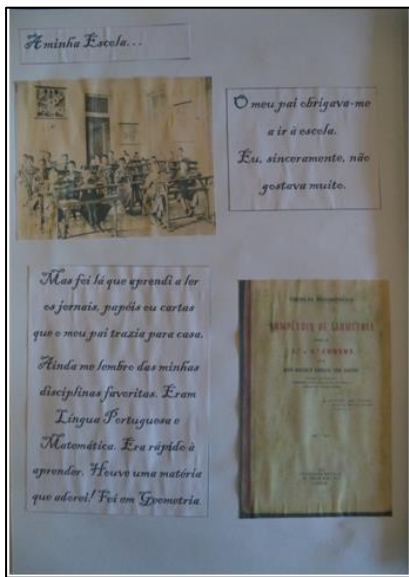 A minha Escola...
O meu pai obrigava-me
a ir à escola.
Eu, sinceramente, não
gostava muito.
Mas foi lá que aprendi a ler
os jornais, papéis ou cartas
que o meu pai trazia para casa.
Ainda me lembro das minhas
disciplinas favoritas. Eram
Língua Portuguesa e
Matemática. Era rápido a
aprender. Houve uma matéria
que adorei! Foi em Geometria.
COMPÊNDIO DE GEOMETRIA